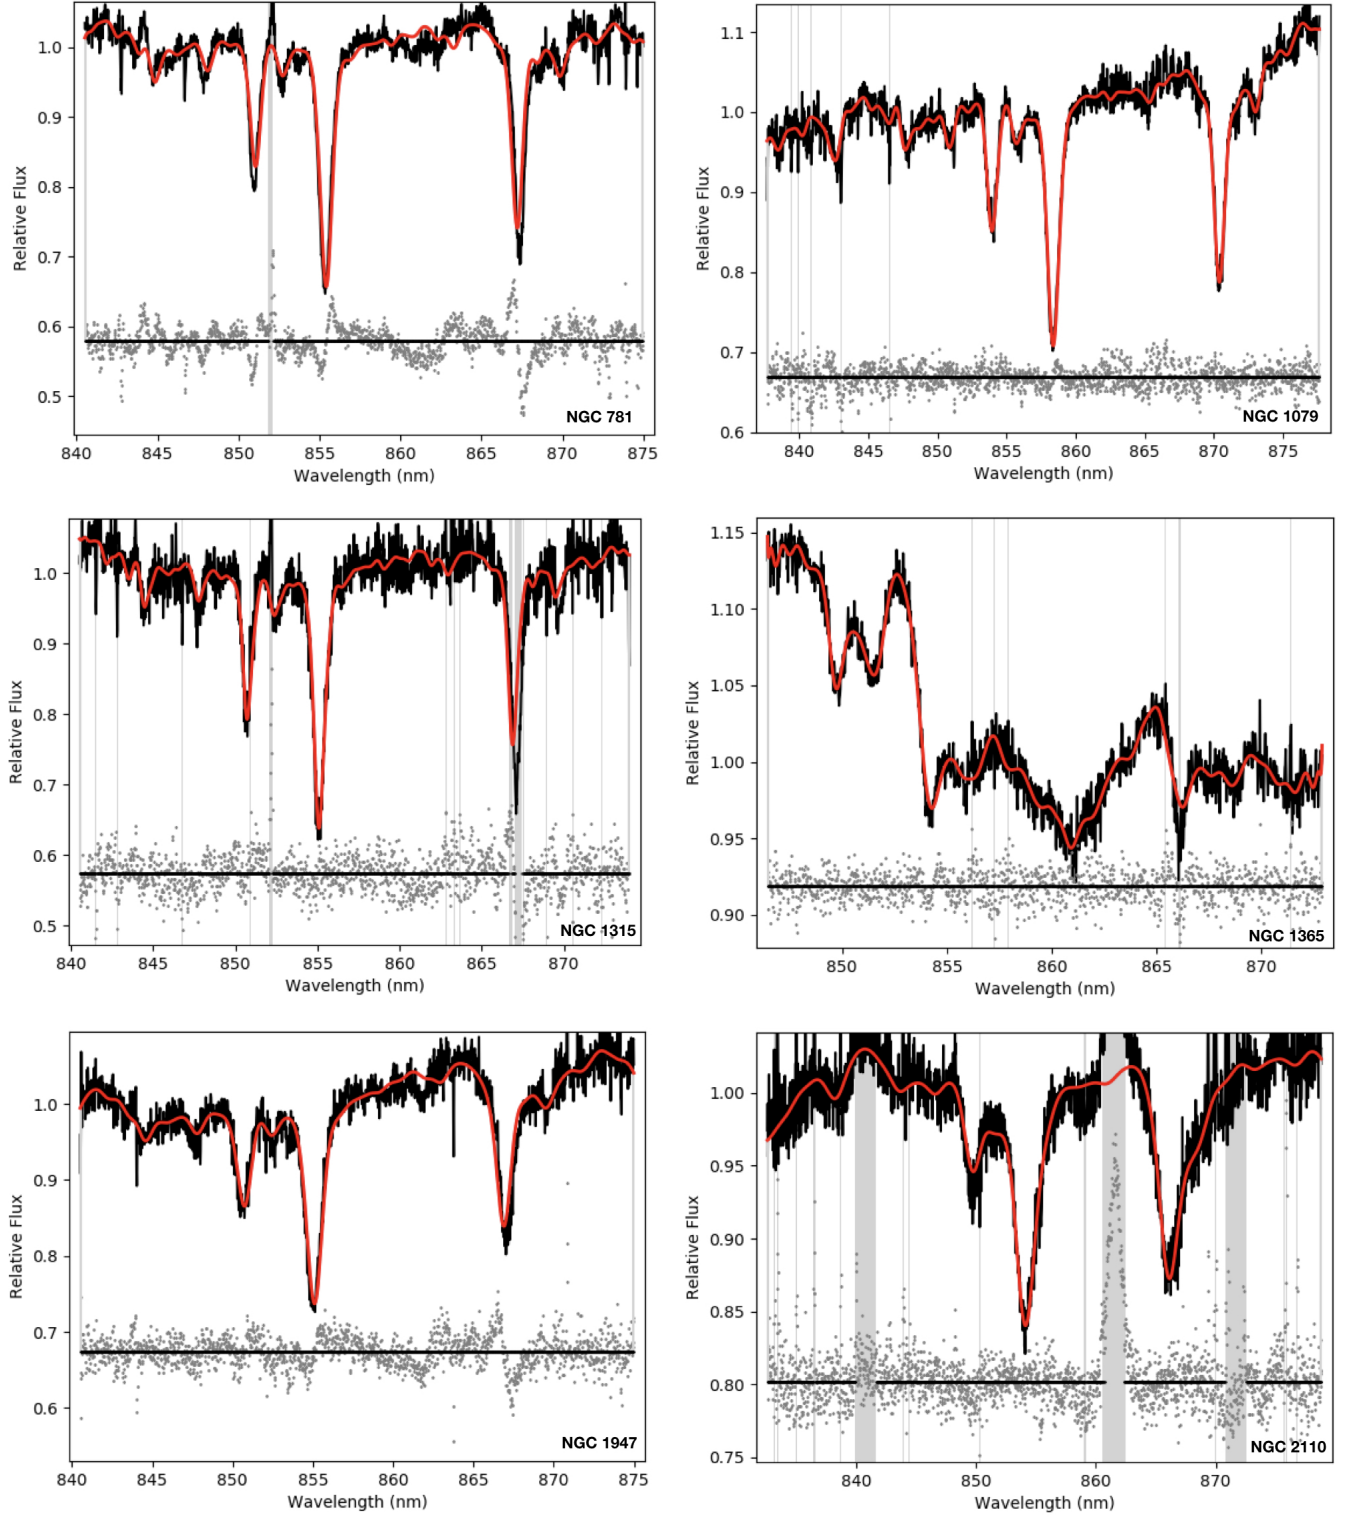 1.0
0.9
0.8
0.7
0.6
0.5
Relative Flux
NGC 781
840 845 850 855 860 865 870 875
Wavelength (nm)
1.1
1.0
0.9
0.8
0.7
0.6
Relative Flux
NGC 1079
840 845 850 855 860 865 870 875
Wavelength (nm)
1.0
0.9
0.8
0.7
0.6
0.5
Relative Flux
NGC 1315
840 845 850 855 860 865 870
Wavelength (nm)
1.15
1.10
1.05
1.00
0.95
0.90
Relative Flux
NGC 1365
850 855 860 865 870
Wavelength (nm)
1.0
0.9
0.8
0.7
0.6
Relative Flux
NGC 1947
840 845 850 855 860 865 870 875
Wavelength (nm)
1.00
0.95
0.90
0.85
0.80
0.75
Relative Flux
NGC 2110
840 850 860 870
Wavelength (nm)